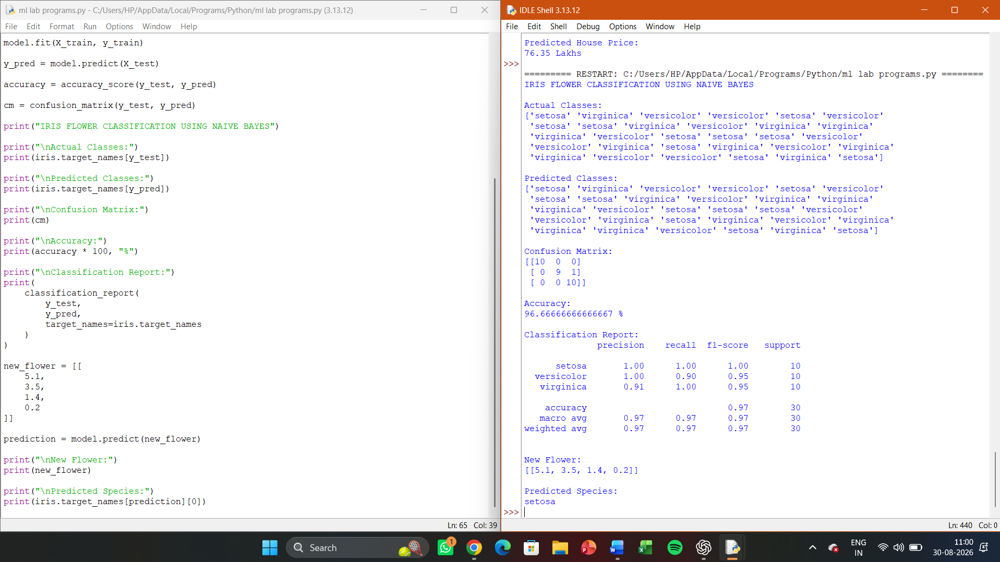 ml lab programs.py - C:/Users/HP/AppData/Local/Programs/Python/ml lab programs.py (3.13.12)
File Edit Format Run Options Window Help
model.fit(X_train, y_train)
y_pred = model.predict(X_test)
accuracy = accuracy_score(y_test, y_pred)
cm = confusion_matrix(y_test, y_pred)
print("IRIS FLOWER CLASSIFICATION USING NAIVE BAYES")
print("\nActual Classes:")
print(iris.target_names[y_test])
print("\nPredicted Classes:")
print(iris.target_names[y_pred])
print("\nConfusion Matrix:")
print(cm)
print("\nAccuracy:")
print(accuracy * 100, "%")
print("\nClassification Report:")
print(
    classification_report(
        y_test,
        y_pred,
        target_names=iris.target_names
    )
)
new_flower = [[
    5.1,
    3.5,
    1.4,
    0.2
]]
prediction = model.predict(new_flower)
print("\nNew Flower:")
print(new_flower)
print("\nPredicted Species:")
print(iris.target_names[prediction][0])
Ln: 65 Col: 39
IDLE Shell 3.13.12
File Edit Shell Debug Options Window Help
Predicted House Price:
76.35 Lakhs
>>>
========= RESTART: C:/Users/HP/AppData/Local/Programs/Python/ml lab programs.py ========
IRIS FLOWER CLASSIFICATION USING NAIVE BAYES
Actual Classes:
['setosa' 'virginica' 'versicolor' 'versicolor' 'setosa' 'versicolor'
 'setosa' 'setosa' 'virginica' 'versicolor' 'virginica' 'virginica'
 'virginica' 'versicolor' 'setosa' 'setosa' 'setosa' 'versicolor'
 'versicolor' 'virginica' 'setosa' 'virginica' 'versicolor' 'virginica'
 'virginica' 'versicolor' 'versicolor' 'setosa' 'virginica' 'setosa']
Predicted Classes:
['setosa' 'virginica' 'versicolor' 'versicolor' 'setosa' 'versicolor'
 'setosa' 'setosa' 'virginica' 'versicolor' 'virginica' 'virginica'
 'virginica' 'versicolor' 'setosa' 'setosa' 'setosa' 'versicolor'
 'versicolor' 'virginica' 'setosa' 'virginica' 'versicolor' 'virginica'
 'virginica' 'virginica' 'versicolor' 'setosa' 'virginica' 'setosa']
Confusion Matrix:
[[10  0  0]
 [ 0  9  1]
 [ 0  0 10]]
Accuracy:
96.66666666666667 %
Classification Report:
              precision    recall  f1-score   support
      setosa       1.00      1.00      1.00        10
  versicolor       1.00      0.90      0.95        10
   virginica       0.91      1.00      0.95        10
    accuracy                           0.97        30
   macro avg       0.97      0.97      0.97        30
weighted avg       0.97      0.97      0.97        30
New Flower:
[[5.1, 3.5, 1.4, 0.2]]
Predicted Species:
setosa
>>>
Ln: 440 Col: 0
Search
1
ENG
IN
11:00
30-08-2026